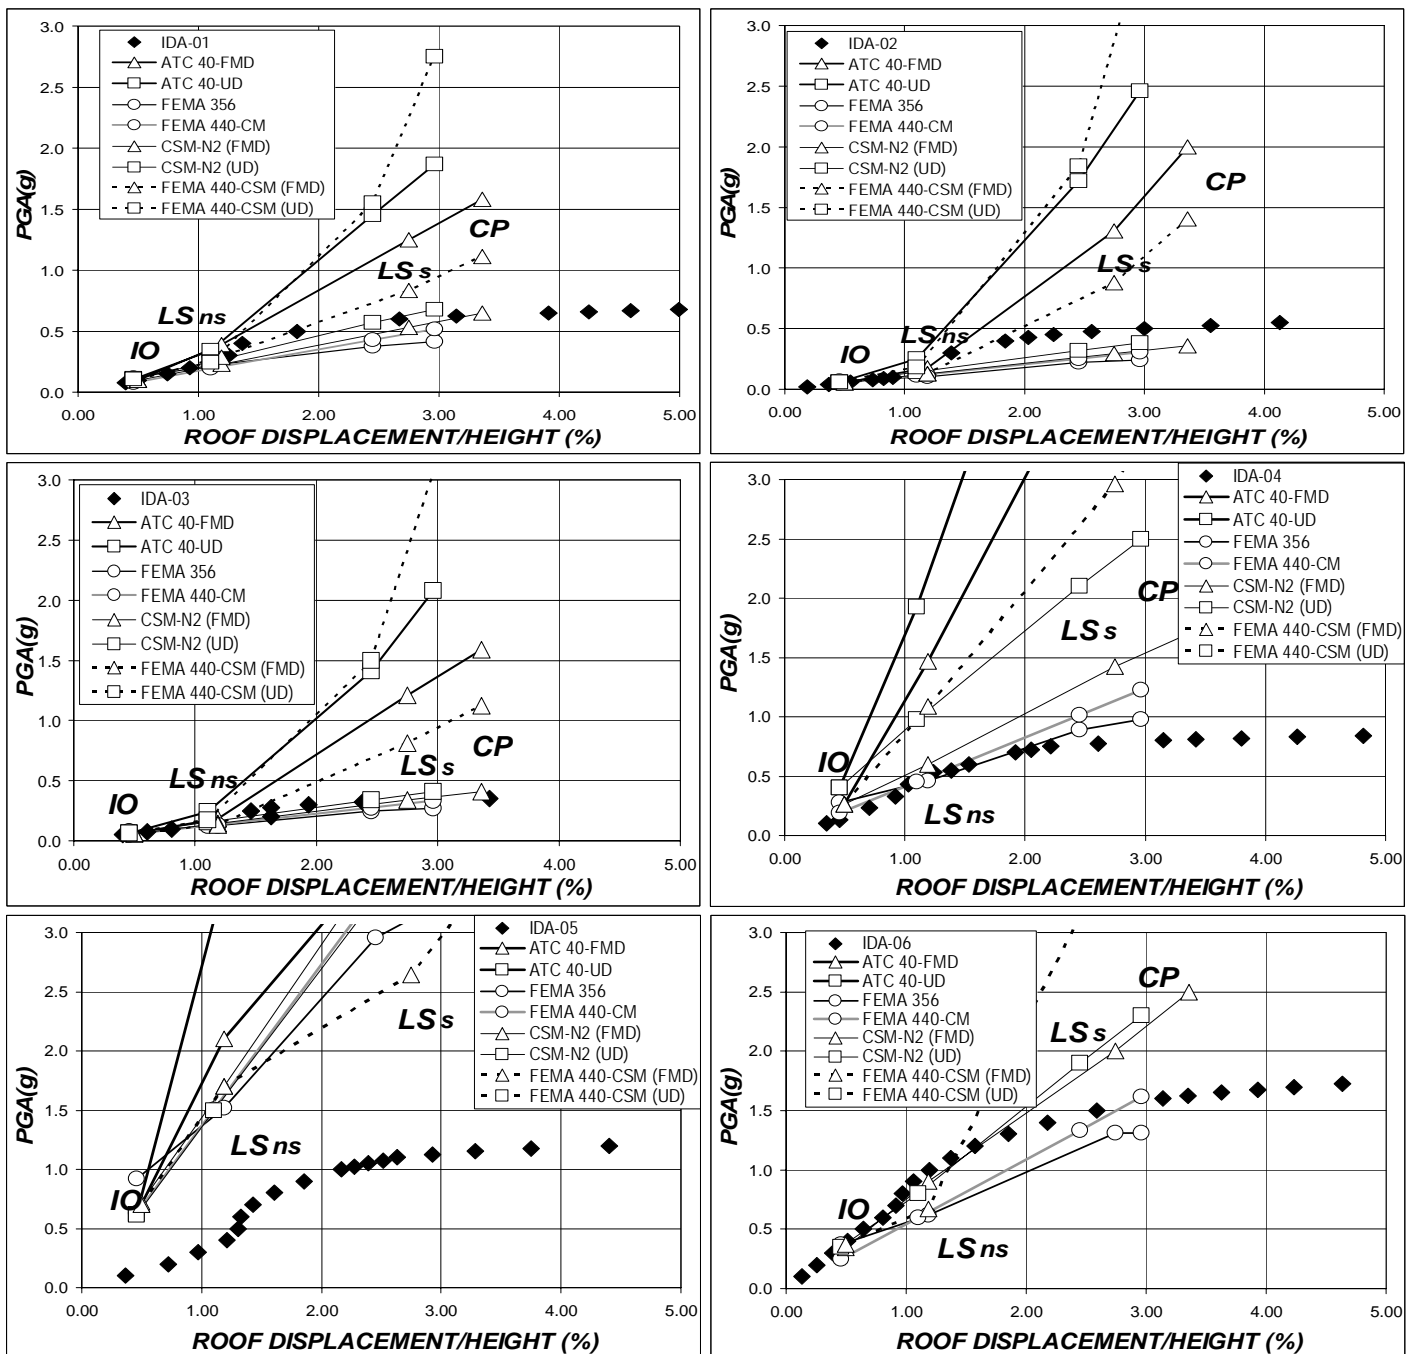 3.0
2.5
2.0
1.5
1.0
0.5
0.0
PGA(g)
IDA-01
ATC 40-FMD
ATC 40-UD
FEMA 356
FEMA 440-CM
CSM-N2 (FMD)
CSM-N2 (UD)
FEMA 440-CSM (FMD)
FEMA 440-CSM (UD)
CP
LS s
LS ns
IO
0.00 1.00 2.00 3.00 4.00 5.00
ROOF DISPLACEMENT/HEIGHT (%)
3.0
2.5
2.0
1.5
1.0
0.5
0.0
PGA(g)
IDA-02
ATC 40-FMD
ATC 40-UD
FEMA 356
FEMA 440-CM
CSM-N2 (FMD)
CSM-N2 (UD)
FEMA 440-CSM (FMD)
FEMA 440-CSM (UD)
CP
LS s
LS ns
IO
0.00 1.00 2.00 3.00 4.00 5.00
ROOF DISPLACEMENT/HEIGHT (%)
3.0
2.5
2.0
1.5
1.0
0.5
0.0
PGA(g)
IDA-03
ATC 40-FMD
ATC 40-UD
FEMA 356
FEMA 440-CM
CSM-N2 (FMD)
CSM-N2 (UD)
FEMA 440-CSM (FMD)
FEMA 440-CSM (UD)
CP
LS s
LS ns
IO
0.00 1.00 2.00 3.00 4.00 5.00
ROOF DISPLACEMENT/HEIGHT (%)
3.0
2.5
2.0
1.5
1.0
0.5
0.0
PGA(g)
IDA-04
ATC 40-FMD
ATC 40-UD
FEMA 356
FEMA 440-CM
CSM-N2 (FMD)
CSM-N2 (UD)
FEMA 440-CSM (FMD)
FEMA 440-CSM (UD)
CP
LS s
IO
LS ns
0.00 1.00 2.00 3.00 4.00 5.00
ROOF DISPLACEMENT/HEIGHT (%)
3.0
2.5
2.0
1.5
1.0
0.5
0.0
PGA(g)
IDA-05
ATC 40-FMD
ATC 40-UD
FEMA 356
FEMA 440-CM
CSM-N2 (FMD)
CSM-N2 (UD)
FEMA 440-CSM (FMD)
FEMA 440-CSM (UD)
LS s
LS ns
IO
0.00 1.00 2.00 3.00 4.00 5.00
ROOF DISPLACEMENT/HEIGHT (%)
3.0
2.5
2.0
1.5
1.0
0.5
0.0
PGA(g)
IDA-06
ATC 40-FMD
ATC 40-UD
FEMA 356
FEMA 440-CM
CSM-N2 (FMD)
CSM-N2 (UD)
FEMA 440-CSM (FMD)
FEMA 440-CSM (UD)
CP
LS s
IO
LS ns
0.00 1.00 2.00 3.00 4.00 5.00
ROOF DISPLACEMENT/HEIGHT (%)